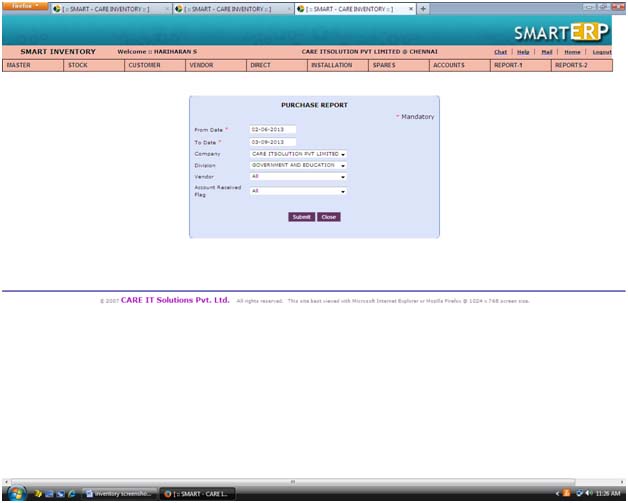 Firefox
[ :: SMART - CARE INVENTORY :: ] [ :: SMART - CARE INVENTORY :: ] [ :: SMART - CARE INVENTORY :: ]
SMARTERP
SMART INVENTORY Welcome :: HARIHARAN S CARE ITSOLUTION PVT LIMITED @ CHENNAI Chat | Help | Mail | Home | Logout
MASTER STOCK CUSTOMER VENDOR DIRECT INSTALLATION SPARES ACCOUNTS REPORT-1 REPORTS-2
PURCHASE REPORT
* Mandatory
From Date * 02-06-2013
To Date * 03-09-2013
Company CARE ITSOLUTION PVT LIMITED
Division GOVERNMENT AND EDUCATION
Vendor All
Account Received Flag All
Submit Close
© 2007 CARE IT Solutions Pvt. Ltd. All rights reserved. This site best viewed with Microsoft Internet Explorer or Mozilla Firefox @ 1024 x 768 screen size.
inventory screensho... [ :: SMART - CARE I... 11:26 AM